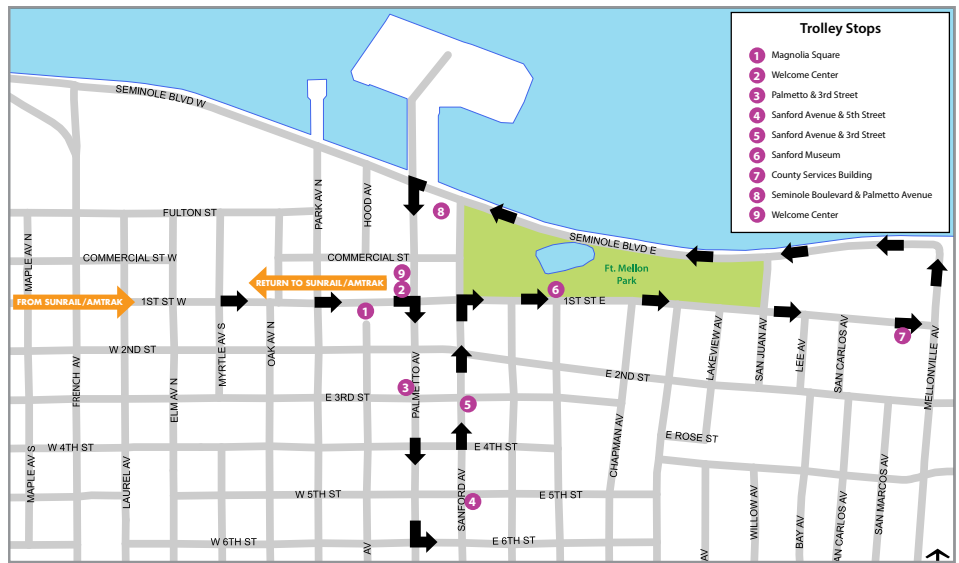 Trolley Stops
1 Magnolia Square
2 Welcome Center
3 Palmetto & 3rd Street
4 Sanford Avenue & 5th Street
5 Sanford Avenue & 3rd Street
6 Sanford Museum
7 County Services Building
8 Seminole Boulevard & Palmetto Avenue
9 Welcome Center
SEMINOLE BLVD W
PARK AV N
HOOD AV
FULTON ST
8
MAPLE AV N
COMMERCIAL ST W
COMMERCIAL ST
SEMINOLE BLVD E
Ft. Mellon
Park
9
RETURN TO SUNRAIL/AMTRAK
2
6
FROM SUNRAIL/AMTRAK
1ST ST W
1ST ST E
1
7
MYRTLE AV S
OAK AV N
LAKEVIEW AV
SAN JUAN AV
LEE AV
SAN CARLOS AV
MELLONVILLE AV
W 2ND ST
E 2ND ST
FRENCH AV
ELM AV N
PALMETTO AV
3
E 3RD ST
5
CHAPMAN AV
E ROSE ST
W 4TH ST
E 4TH ST
MAPLE AV S
LAUREL AV
SANFORD AV
W 5TH ST
4
E 5TH ST
WILLOW AV
BAY AV
AN CARLOS AV
SAN MARCOS AV
W 6TH ST
E 6TH ST
AV
AV